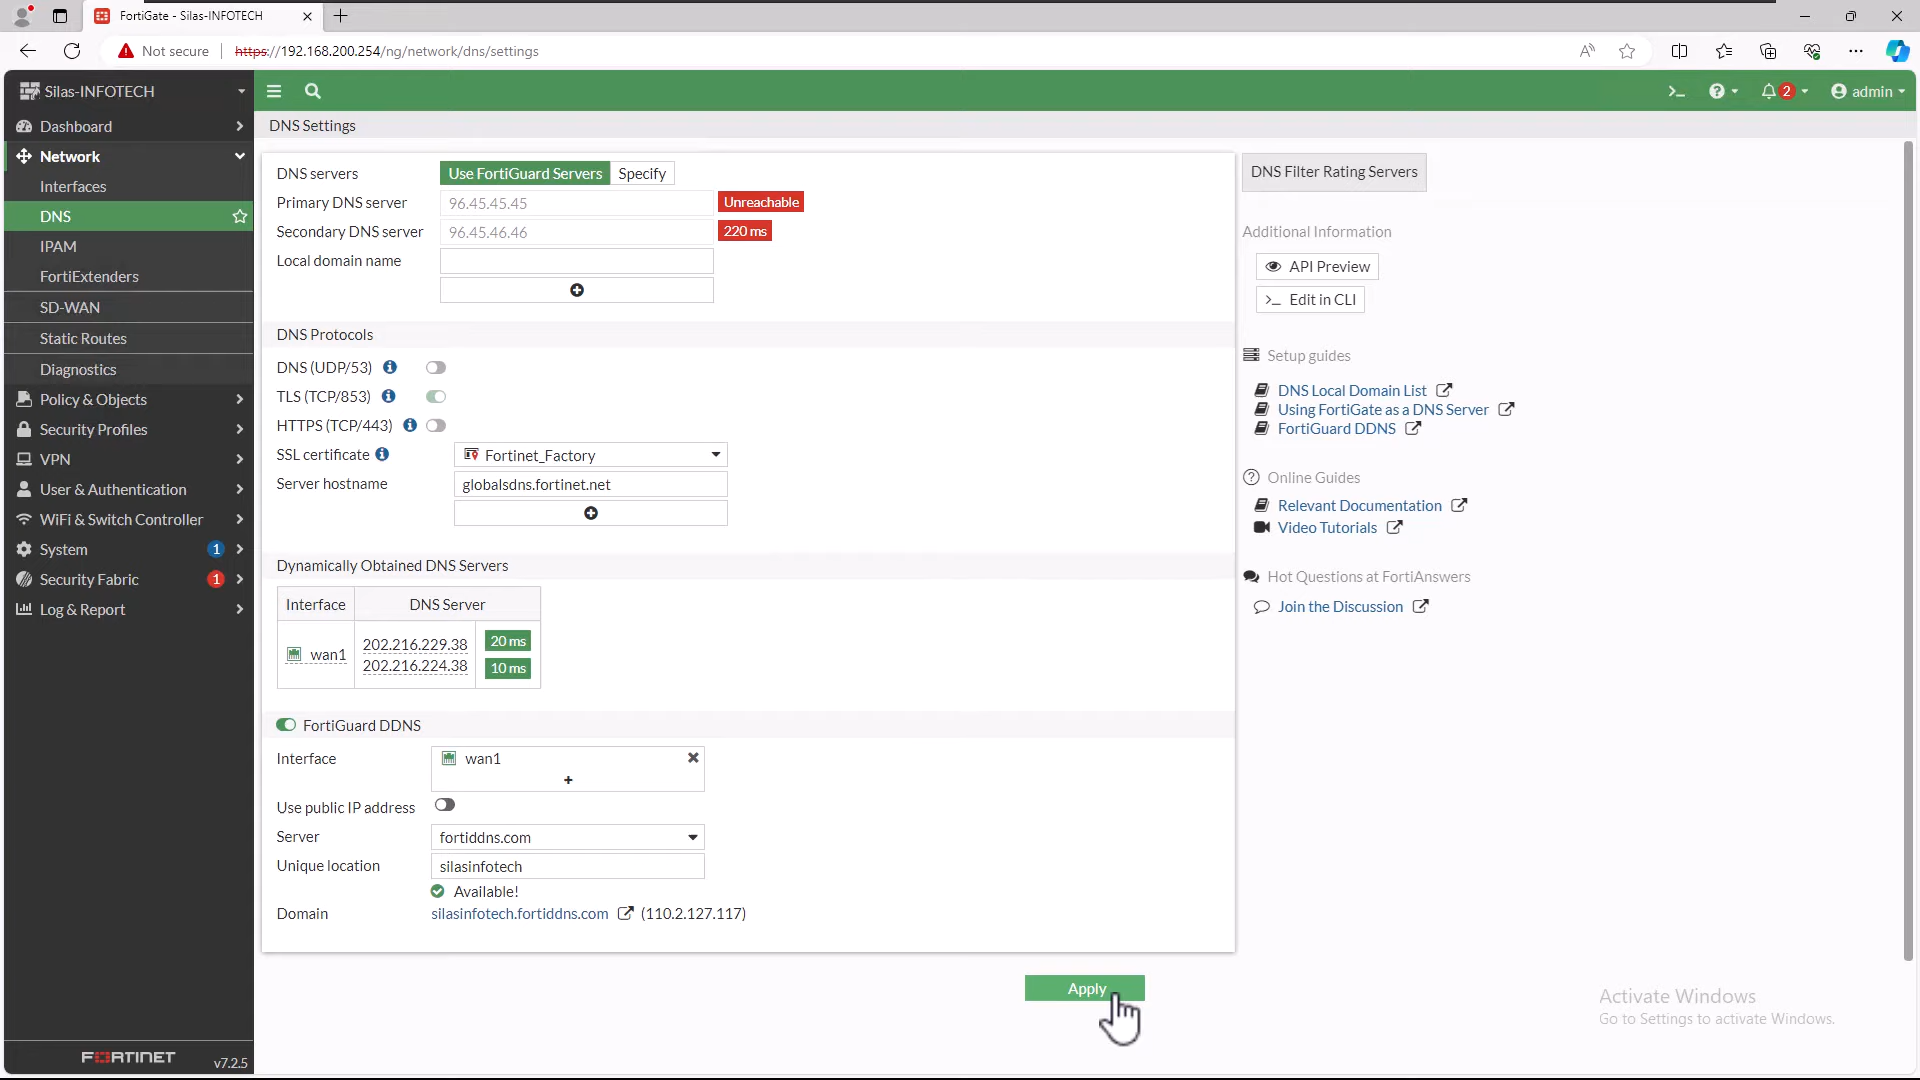 FortiGate - Silas-INFOTECH
Not secure
https://192.168.200.254/ng/network/dns/settings
Silas-INFOTECH
2
admin
Dashboard
Network
Interfaces
DNS
IPAM
FortiExtenders
SD-WAN
Static Routes
Diagnostics
Policy & Objects
Security Profiles
VPN
User & Authentication
WiFi & Switch Controller
System 1
Security Fabric 1
Log & Report
FORTINET v7.2.5
DNS Settings
DNS servers Use FortiGuard Servers Specify
Primary DNS server 96.45.45.45 Unreachable
Secondary DNS server 96.45.46.46 220 ms
Local domain name
DNS Protocols
DNS (UDP/53)
TLS (TCP/853)
HTTPS (TCP/443)
SSL certificate Fortinet_Factory
Server hostname globalsdns.fortinet.net
Dynamically Obtained DNS Servers
Interface DNS Server
wan1
202.216.229.38 20 ms
202.216.224.38 10 ms
FortiGuard DDNS
Interface wan1
Use public IP address
Server fortiddns.com
Unique location silasinfotech
Available!
Domain silasinfotech.fortiddns.com (110.2.127.117)
Apply
DNS Filter Rating Servers
Additional Information
API Preview
>_ Edit in CLI
Setup guides
DNS Local Domain List
Using FortiGate as a DNS Server
FortiGuard DDNS
Online Guides
Relevant Documentation
Video Tutorials
Hot Questions at FortiAnswers
Join the Discussion
Activate Windows
Go to Settings to activate Windows.